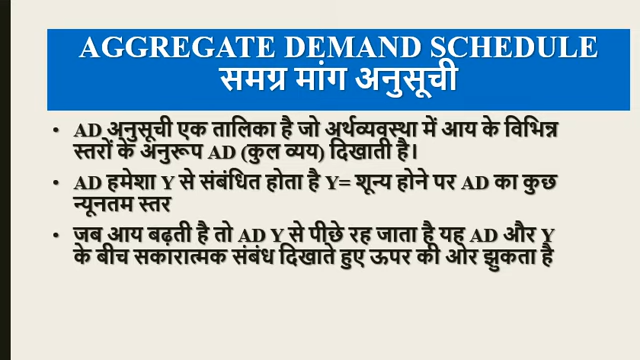 AGGREGATE DEMAND SCHEDULE
समग्र मांग अनुसूची
• AD अनुसूची एक तालिका है जो अर्थव्यवस्था में आय के विभिन्न
स्तरों के अनुरूप AD (कुल व्यय) दिखाती है।
• AD हमेशा Y से संबंधित होता है Y= शून्य होने पर AD का कुछ
न्यूनतम स्तर
• जब आय बढ़ती है तो AD Y से पीछे रह जाता है यह AD और Y
के बीच सकारात्मक संबंध दिखाते हुए ऊपर की ओर झुकता है